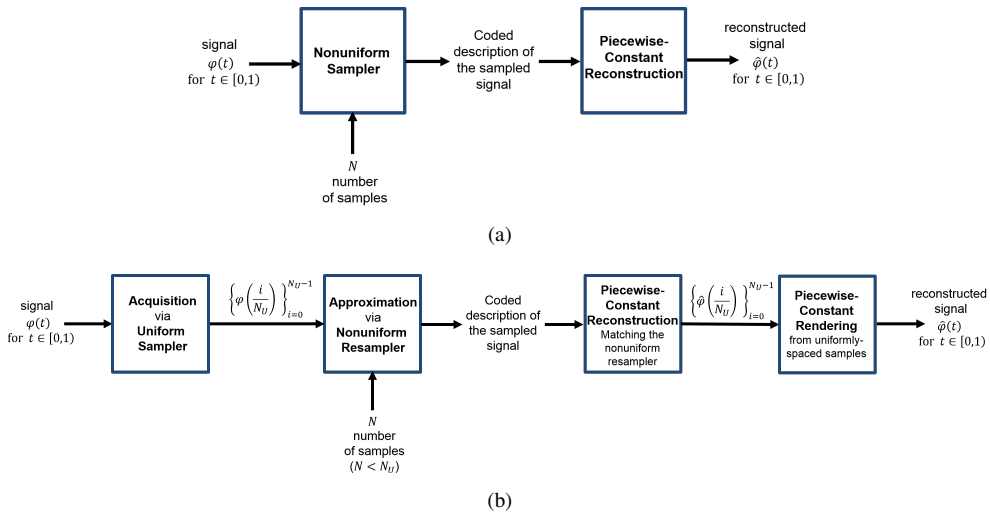 signal
φ(t)
for t ∈ [0,1)
Nonuniform
Sampler
Coded
description of
the sampled
signal
Piecewise-
Constant
Reconstruction
reconstructed
signal
φ̂(t)
for t ∈ [0,1)
N
number
of samples
(a)
signal
φ(t)
for t ∈ [0,1)
Acquisition
via
Uniform
Sampler
{φ(i/N_U)}_{i=0}^{N_U−1}
Approximation
via
Nonuniform
Resampler
Coded
description of
the sampled
signal
Piecewise-
Constant
Reconstruction
Matching the
nonuniform
resampler
{φ̂(i/N_U)}_{i=0}^{N_U−1}
Piecewise-
Constant
Rendering
from uniformly-
spaced samples
reconstructed
signal
φ̂(t)
for t ∈ [0,1)
N
number
of samples
(N < N_U)
(b)